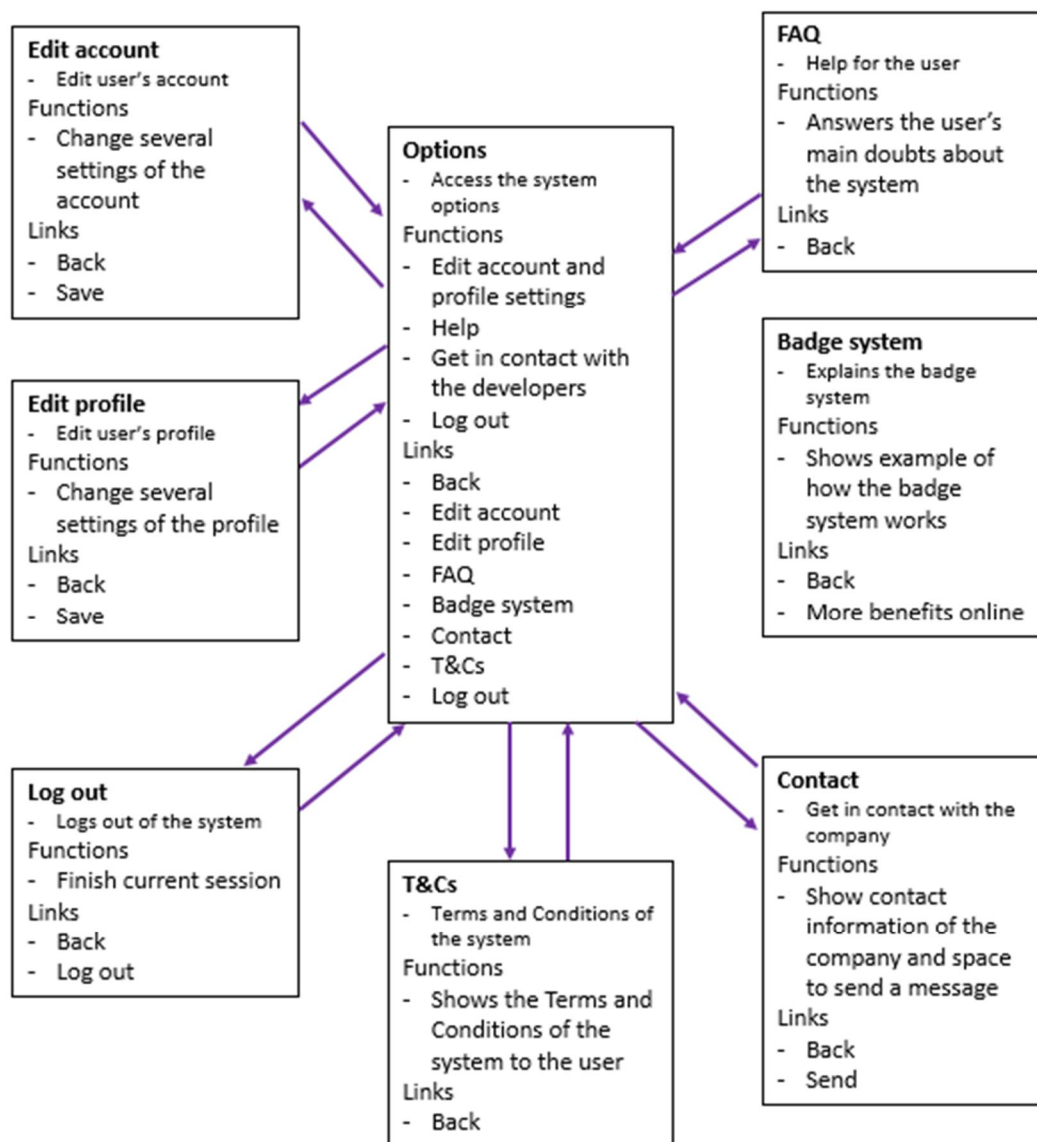 Edit account
- Edit user's account
Functions
- Change several
settings of the
account
Links
- Back
- Save
Edit profile
- Edit user's profile
Functions
- Change several
settings of the profile
Links
- Back
- Save
Log out
- Logs out of the system
Functions
- Finish current session
Links
- Back
- Log out
Options
- Access the system
options
Functions
- Edit account and
profile settings
- Help
- Get in contact with
the developers
- Log out
Links
- Back
- Edit account
- Edit profile
- FAQ
- Badge system
- Contact
- T&Cs
- Log out
T&Cs
- Terms and Conditions of
the system
Functions
- Shows the Terms and
Conditions of the
system to the user
Links
- Back
FAQ
- Help for the user
Functions
- Answers the user's
main doubts about
the system
Links
- Back
Badge system
- Explains the badge
system
Functions
- Shows example of
how the badge
system works
Links
- Back
- More benefits online
Contact
- Get in contact with the
company
Functions
- Show contact
information of the
company and space
to send a message
Links
- Back
- Send